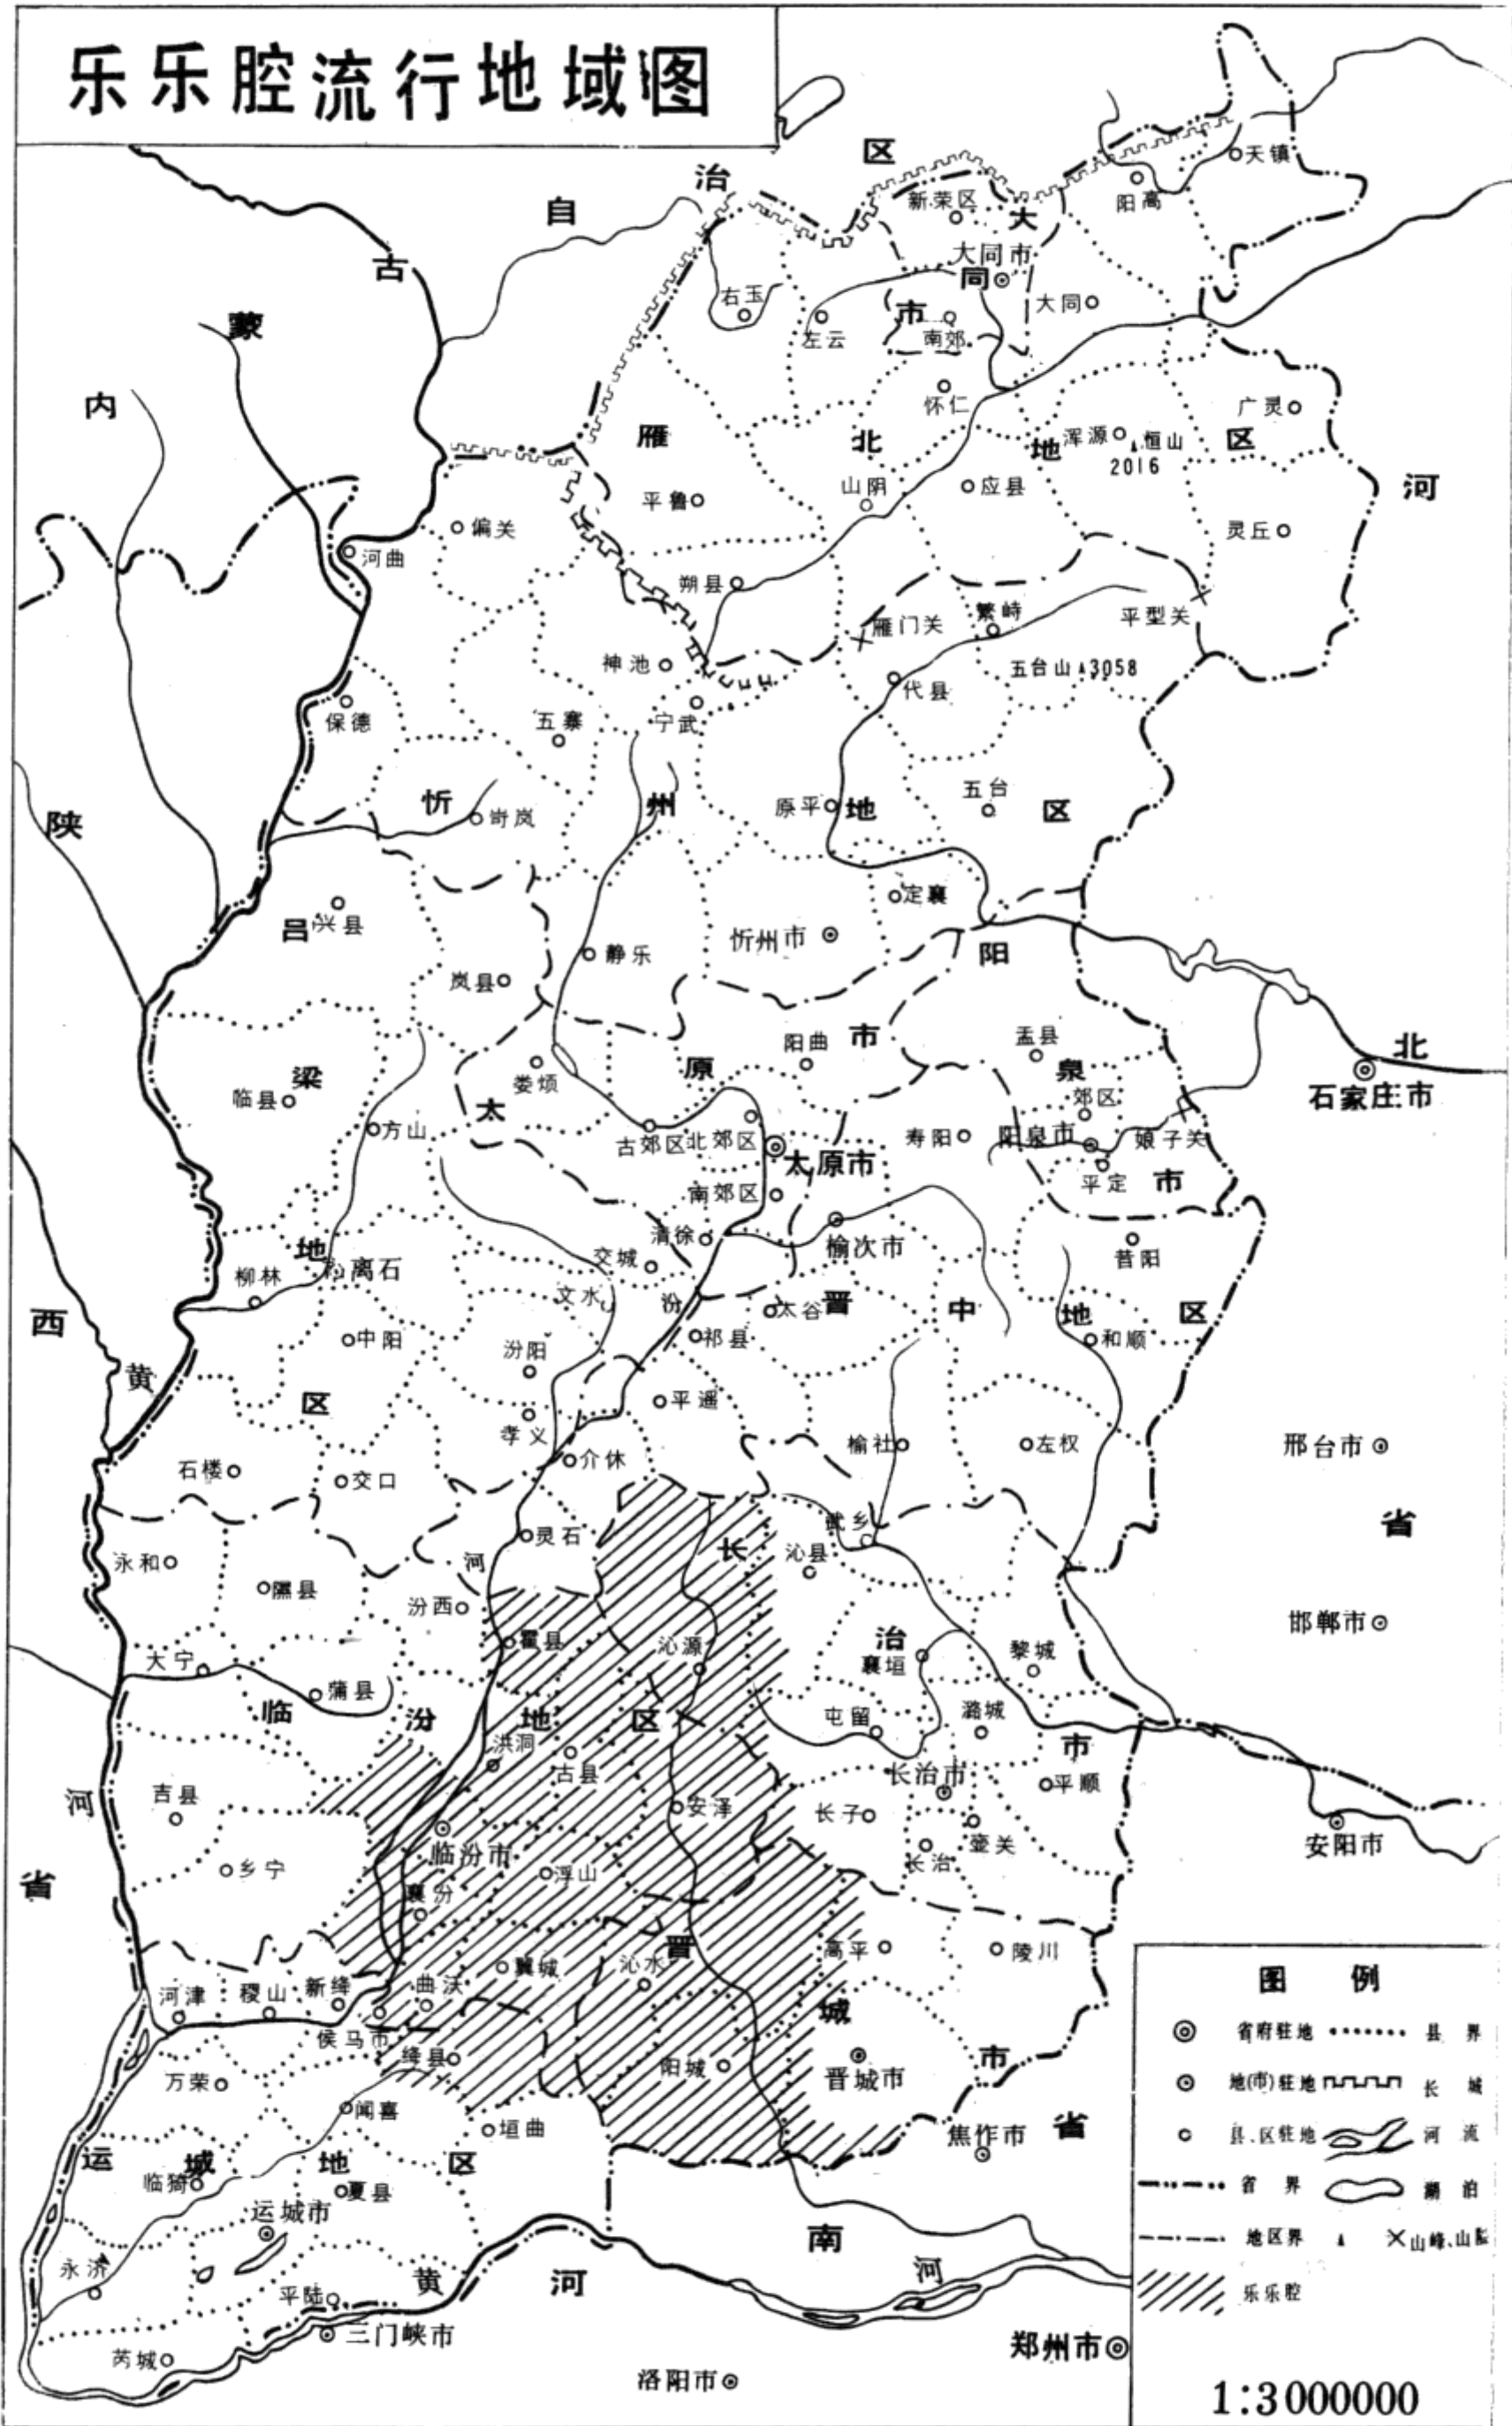 乐乐腔流行地域图
内蒙古自治区
天镇
新荣区
阳高
大同市
大同市
右玉
左云
南郊
大同
怀仁
广灵
雁北地区
浑源
恒山
2016
河
平鲁
山阴
应县
灵丘
偏关
河曲
朔县
雁门关
繁峙
平型关
神池
五台山
3058
代县
保德
五寨
宁武
忻州地区
岢岚
原平
五台
陕
定襄
兴县
静乐
忻州市
岚县
吕梁地区
阳泉市
太原市
阳曲
盂县
北
娄烦
石家庄市
临县
郊区
方山
古郊区
北郊区
太原市
寿阳
阳泉市
娘子关
南郊区
平定
清徐
榆次市
交城
昔阳
柳林
离石
文水
汾
太谷
晋中地区
西
中阳
祁县
和顺
汾阳
黄
平遥
孝义
榆社
左权
邢台市
石楼
交口
介休
省
灵石
武乡
长治市
沁县
永和
隰县
河
汾西
邯郸市
霍县
沁源
大宁
襄垣
黎城
蒲县
临汾地区
屯留
潞城
洪洞
古县
长治市
平顺
河
吉县
安泽
长子
壶关
安阳市
临汾市
长治
省
乡宁
浮山
襄汾
晋城市
高平
陵川
翼城
沁水
河津
稷山
新绛
曲沃
侯马市
绛县
阳城
晋城市
万荣
闻喜
垣曲
焦作市
省
运城地区
临猗
夏县
运城市
南
河
永济
平陆
黄河
三门峡市
芮城
洛阳市
郑州市
图例
省府驻地
县界
地(市)驻地
长城
县、区驻地
河流
省界
湖泊
地区界
山峰、山隘
乐乐腔
1:3000000